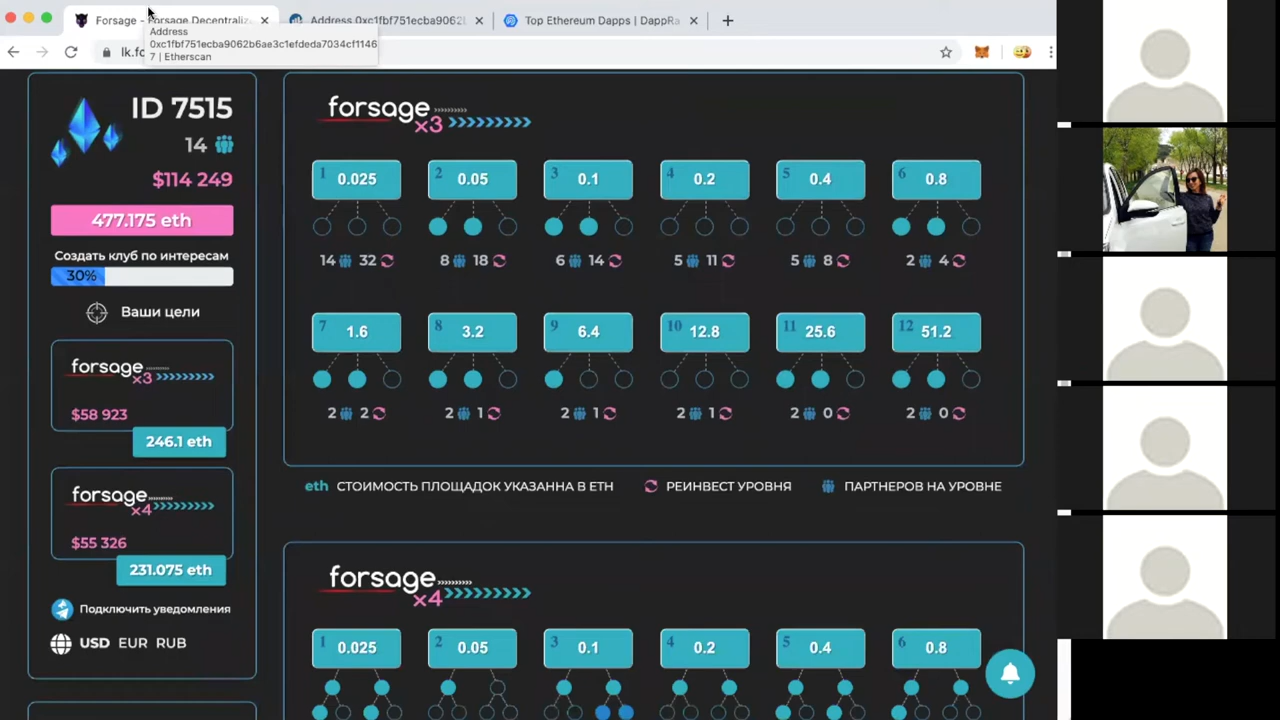 Forsage - Forsage Decentraliz
Address 0xc1fbf751ecba9062b
Top Ethereum Dapps | DappRa
Address
0xc1fbf751ecba9062b6ae3c1efdeda7034cf1146
7 | Etherscan
lk.fo
ID 7515
14
$114 249
477.175 eth
Создать клуб по интересам
30%
Ваши цели
forsage x3
$58 923
246.1 eth
forsage x4
$55 326
231.075 eth
Подключить уведомления
USD EUR RUB
forsage x3
1 0.025 2 0.05 3 0.1 4 0.2 5 0.4 6 0.8
14 32 8 18 6 14 5 11 5 8 2 4
7 1.6 8 3.2 9 6.4 10 12.8 11 25.6 12 51.2
2 2 2 1 2 1 2 1 2 0 2 0
eth СТОИМОСТЬ ПЛОЩАДОК УКАЗАННА В ETH РЕИНВЕСТ УРОВНЯ ПАРТНЕРОВ НА УРОВНЕ
forsage x4
1 0.025 2 0.05 3 0.1 4 0.2 5 0.4 6 0.8